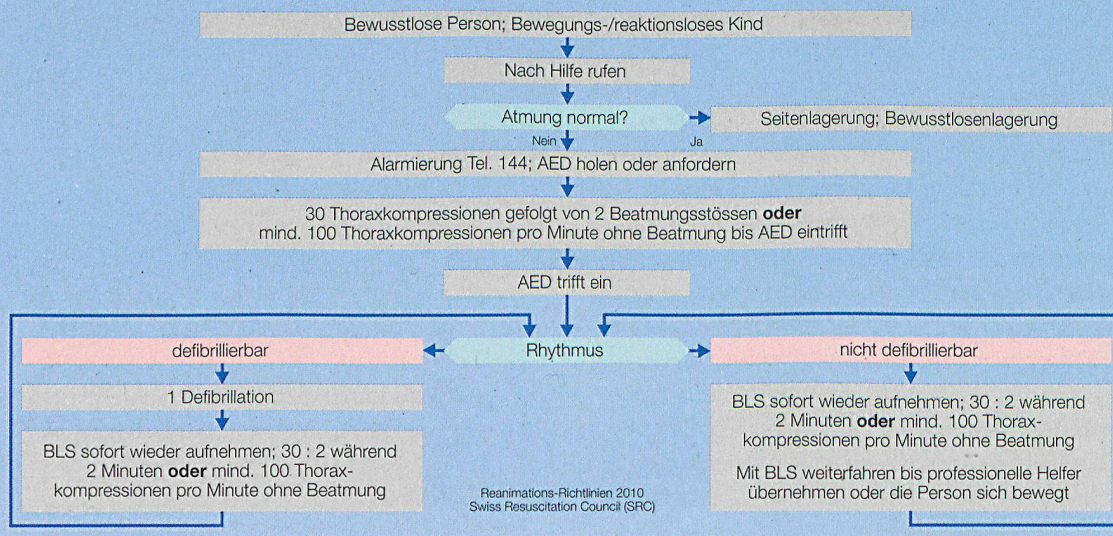 Bewusstlose Person; Bewegungs-/reaktionsloses Kind
Nach Hilfe rufen
Atmung normal?
Seitenlagerung; Bewusstlosenlagerung
Nein
Ja
Alarmierung Tel. 144; AED holen oder anfordern
30 Thoraxkompressionen gefolgt von 2 Beatmungsstössen oder
mind. 100 Thoraxkompressionen pro Minute ohne Beatmung bis AED eintrifft
AED trifft ein
defibrillierbar
Rhythmus
nicht defibrillierbar
1 Defibrillation
BLS sofort wieder aufnehmen; 30 : 2 während
2 Minuten oder mind. 100 Thorax-
kompressionen pro Minute ohne Beatmung
BLS sofort wieder aufnehmen; 30 : 2 während
2 Minuten oder mind. 100 Thorax-
kompressionen pro Minute ohne Beatmung
Mit BLS weiterfahren bis professionelle Helfer
übernehmen oder die Person sich bewegt
Reanimations-Richtlinien 2010
Swiss Resuscitation Council (SRC)